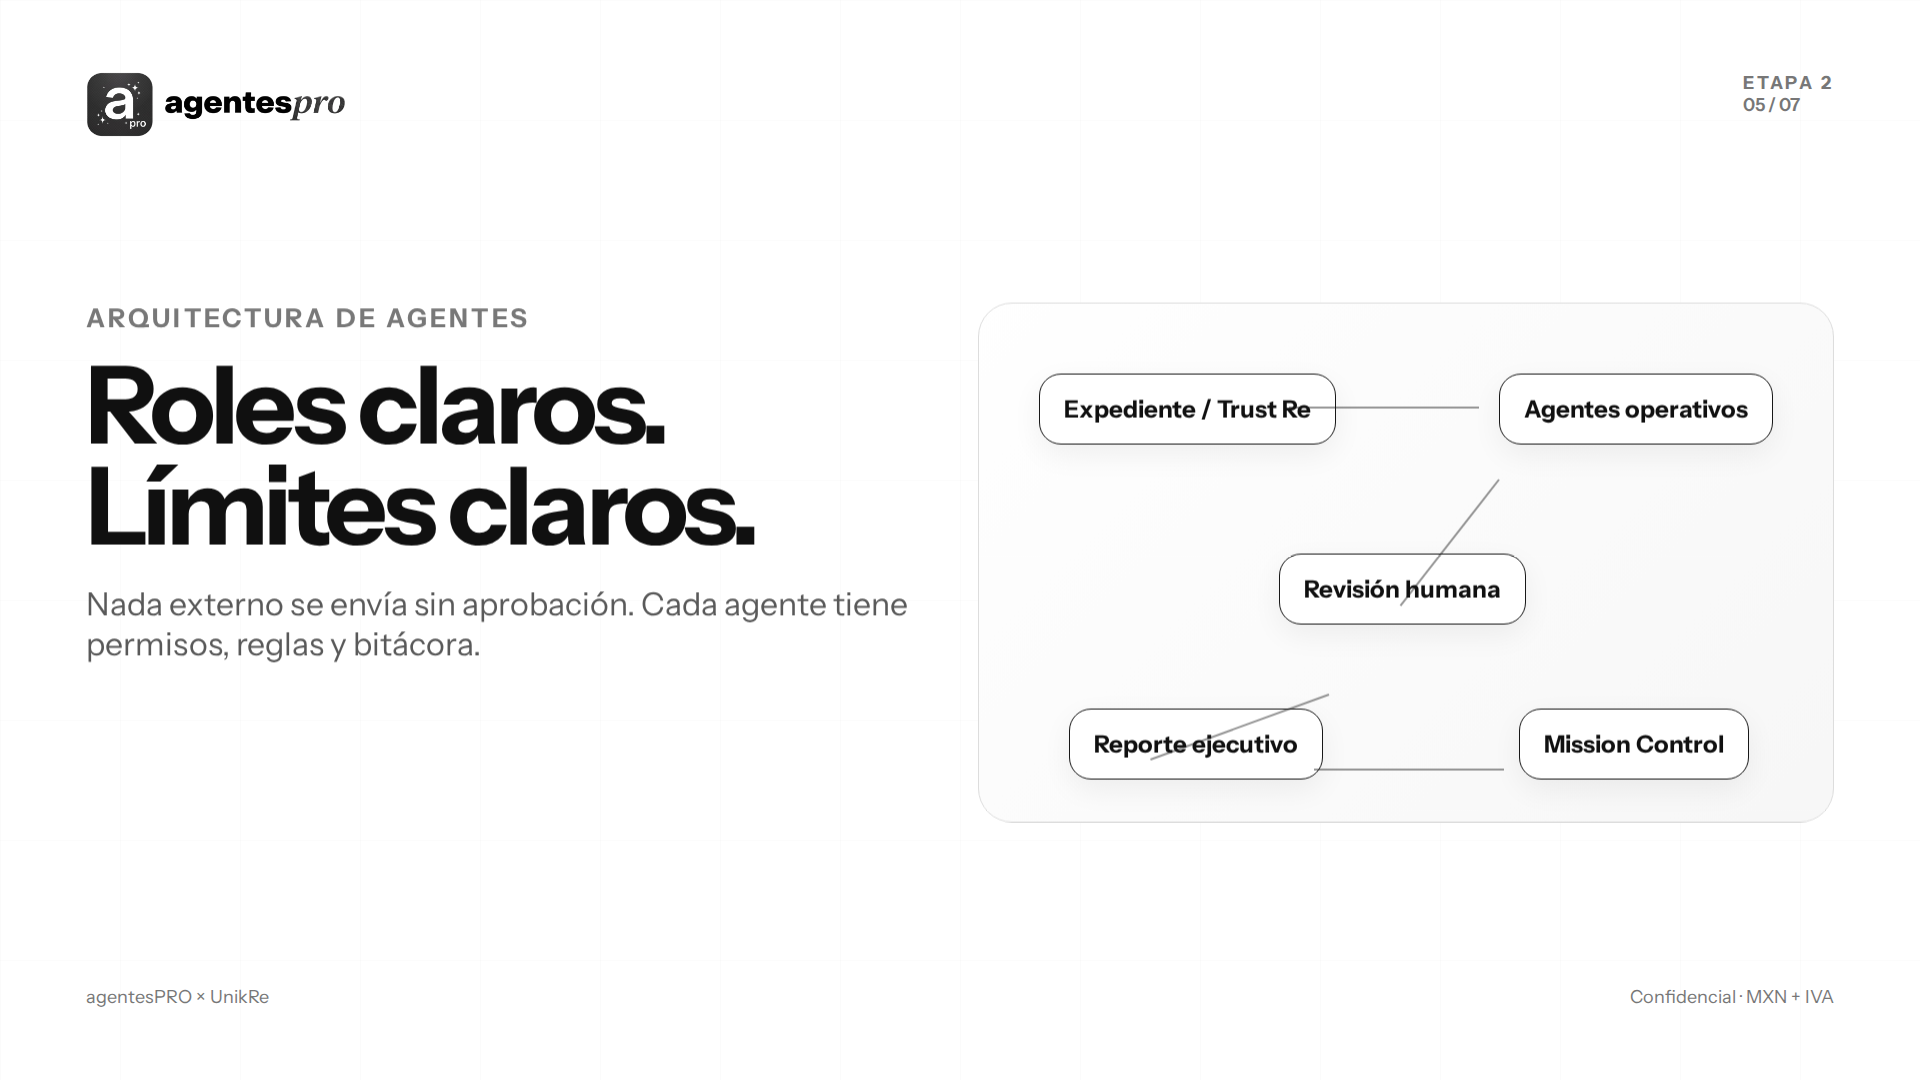 a
pro
agentespro
ETAPA 2
05 / 07
ARQUITECTURA DE AGENTES
Roles claros.
Límites claros.
Nada externo se envía sin aprobación. Cada agente tiene
permisos, reglas y bitácora.
Expediente / Trust Re
Agentes operativos
Revisión humana
Reporte ejecutivo
Mission Control
agentesPRO × UnikRe
Confidencial · MXN + IVA